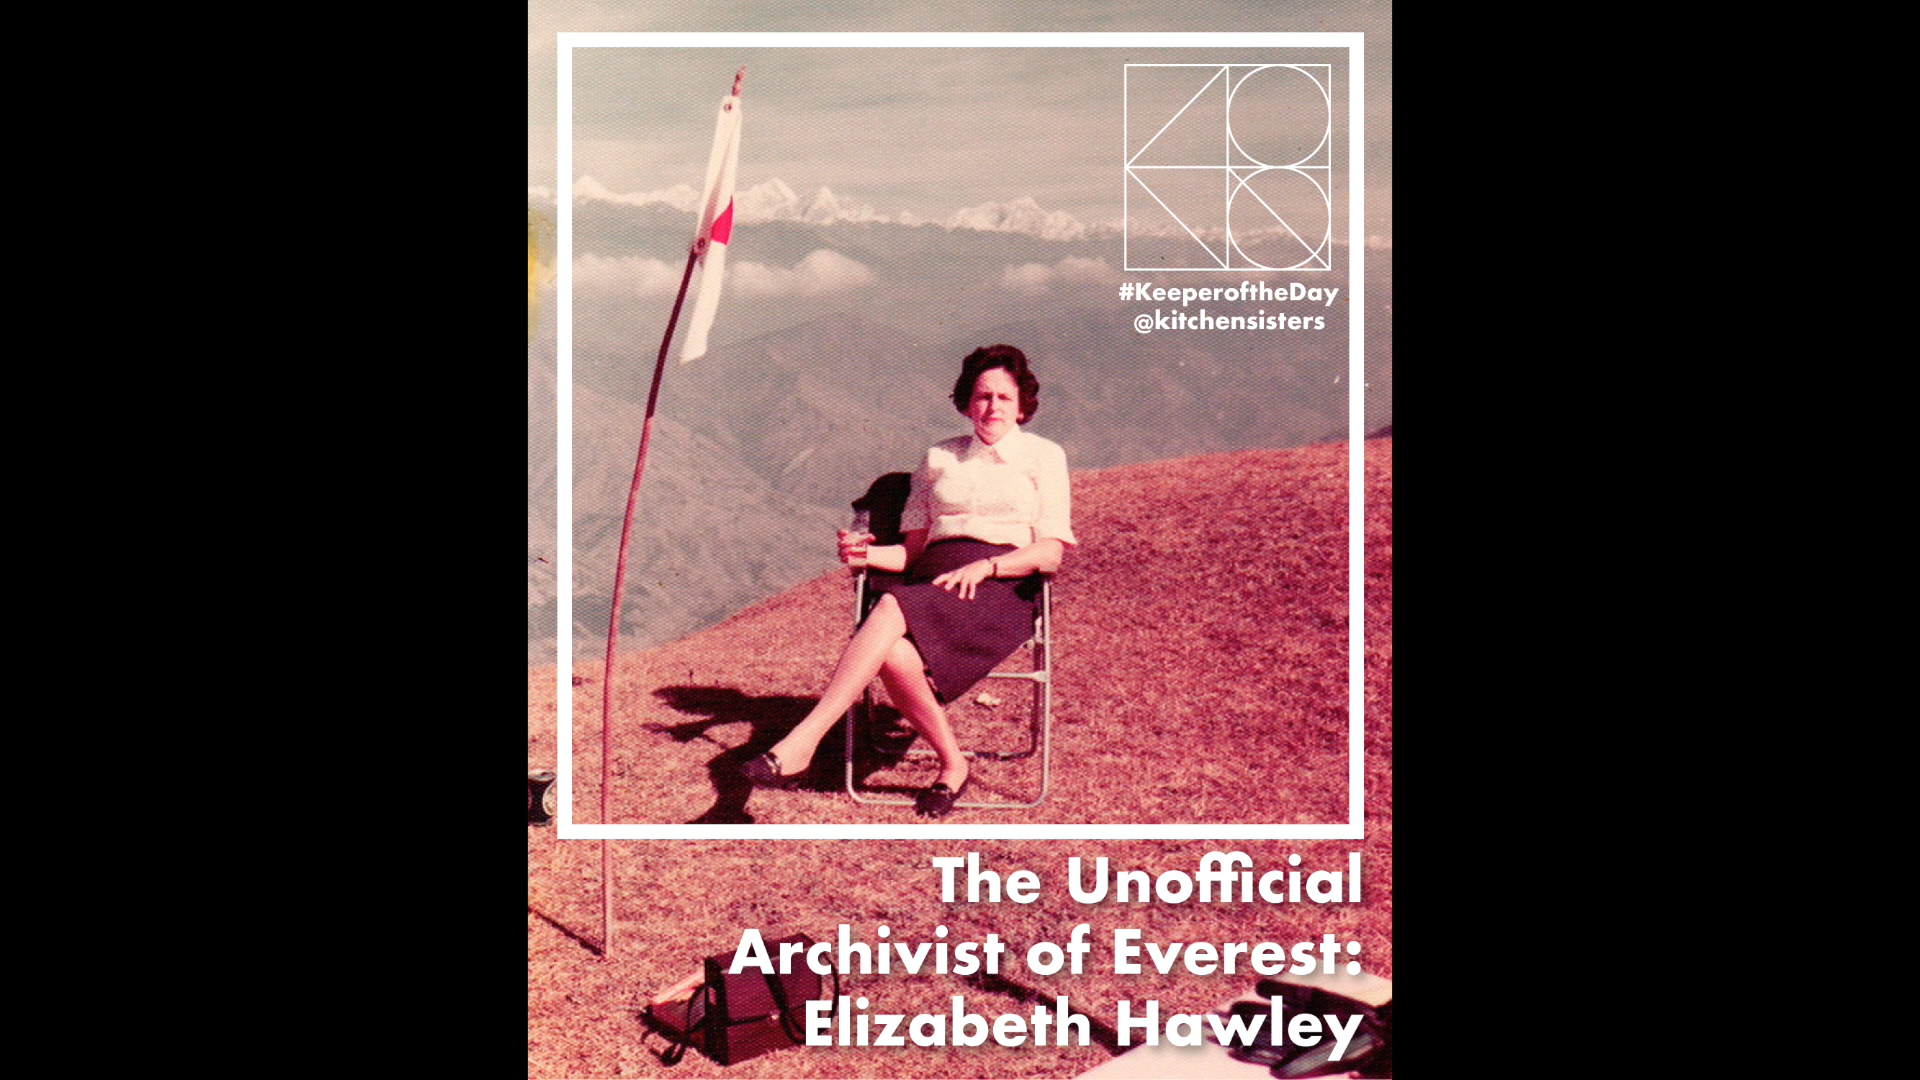 #KeeperoftheDay
@kitchensisters
The Unofficial
Archivist of Everest:
Elizabeth Hawley